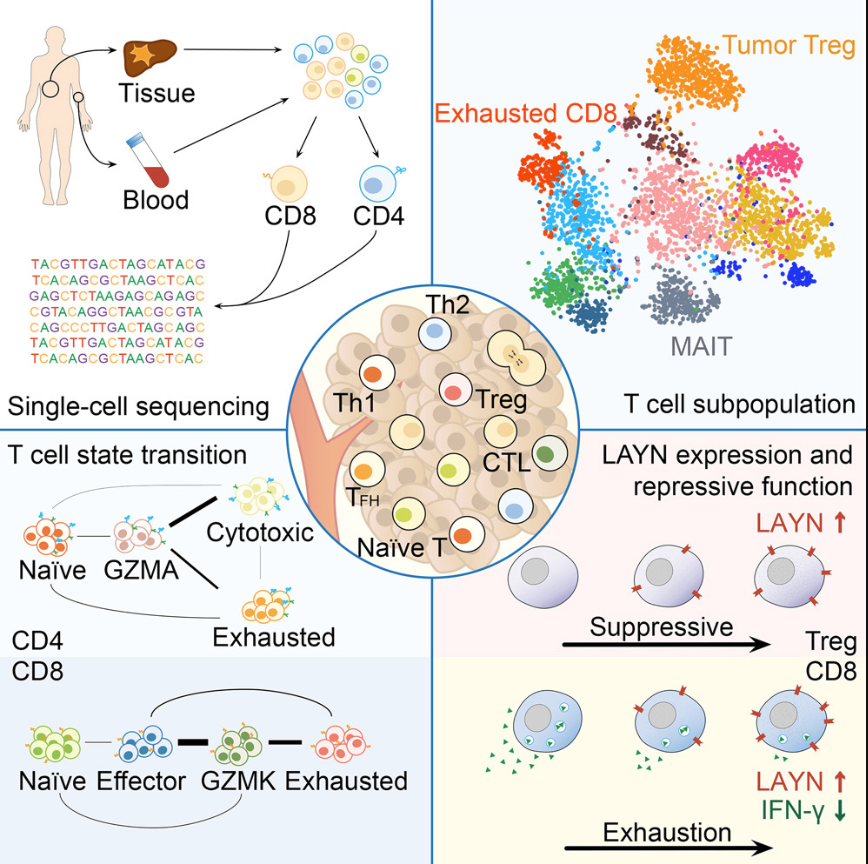 Tissue
Blood
CD8
CD4
TACGTTGACTAGCATACG
TCACAGCGCTAAGCTCAC
GAGCTCTAAGAGCAGAGC
CGTACAGGCTAACGCGTA
CAGCCCTTGACTAGCAGC
TACGTTGACTAGCATACG
TCACAGCGCTAAGCTCAC
Single-cell sequencing
Tumor Treg
Exhausted CD8
MAIT
T cell subpopulation
Th2
Th1
Treg
CTL
TFH
Naïve T
T cell state transition
Naïve
GZMA
Cytotoxic
Exhausted
CD4
CD8
Naïve
Effector
GZMK
Exhausted
LAYN expression and
repressive function
LAYN ↑
Suppressive
Treg
CD8
LAYN ↑
IFN-γ ↓
Exhaustion